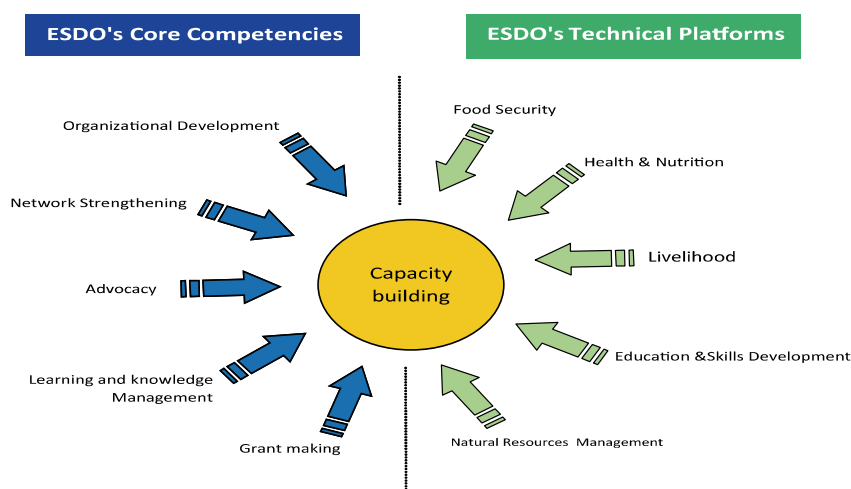 ESDO's Core Competencies
ESDO's Technical Platforms
Organizational Development
Network Strengthening
Advocacy
Learning and knowledge
Management
Grant making
Capacity
building
Food Security
Health & Nutrition
Livelihood
Education &Skills Development
Natural Resources Management